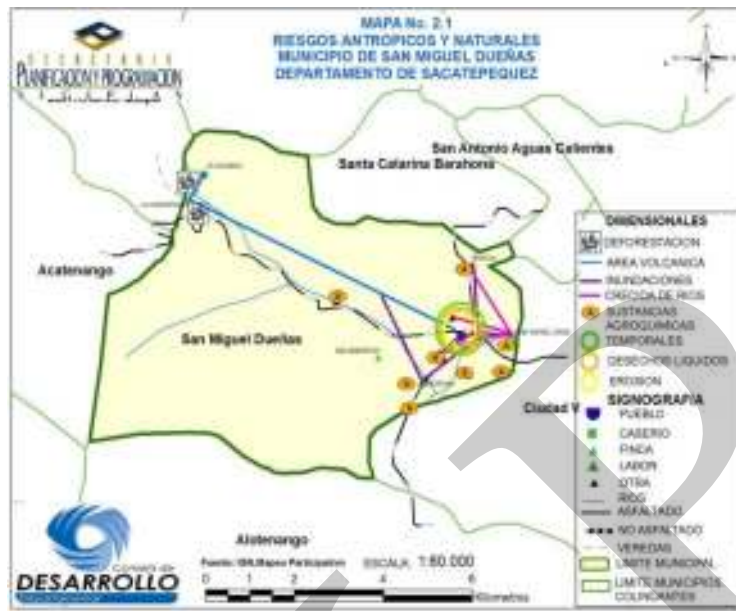 MAPA No. 2.1
RIESGOS ANTROPICOS Y NATURALES
MUNICIPIO DE SAN MIGUEL DUEÑAS
DEPARTAMENTO DE SACATEPEQUEZ
SECRETARIA
PLANIFICACION Y PROGRAMACION
San Antonio Aguas Calientes
Santa Catarina Barahona
Acatenango
San Miguel Dueñas
Ciudad V
Alotenango
DIMENSIONALES
DEFORESTACION
AREA VOLCANICA
INUNDACIONES
CRECIDA DE RIOS
SUSTANCIAS
AGROQUIMICAS
TEMPORALES
DESECHOS LIQUIDOS
EROSION
SIGNOGRAFIA
PUEBLO
CASERIO
FINCA
LABOR
OTRA
RIOS
ASFALTADO
NO ASFALTADO
VEREDAS
LIMITE MUNICIPAL
LIMITE MUNICIPIOS
COLINDANTES
DESARROLLO
ESCALA: 1:60.000
0 1 2 4 6
Kilometros